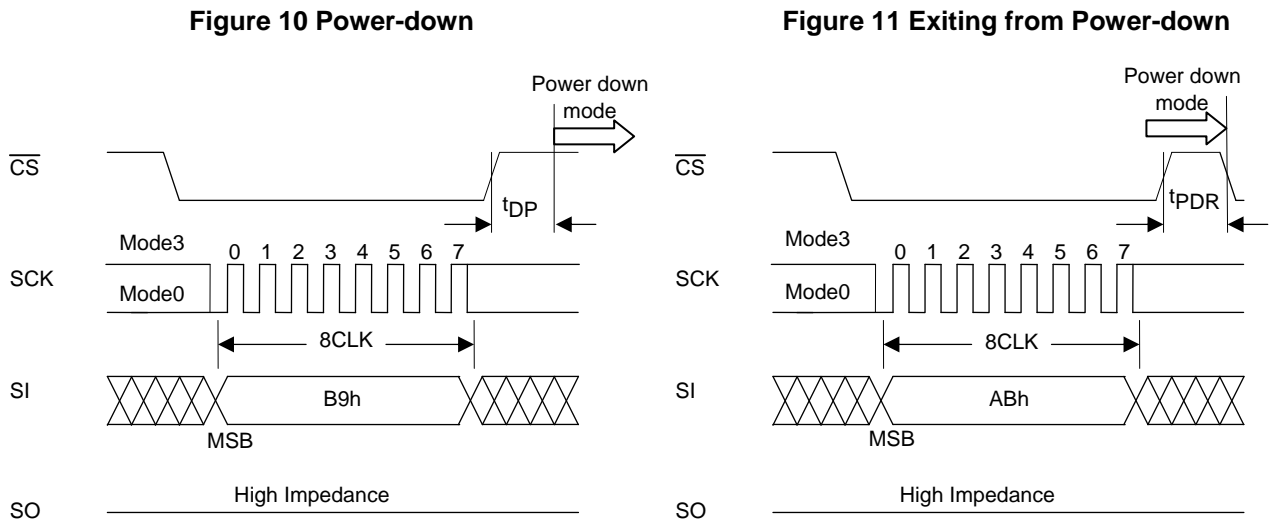 Figure 10 Power-down
Power down
mode
CS
tDP
Mode3
0 1 2 3 4 5 6 7
SCK
Mode0
8CLK
SI
B9h
MSB
High Impedance
SO
Figure 11 Exiting from Power-down
Power down
mode
CS
tPDR
Mode3
0 1 2 3 4 5 6 7
SCK
Mode0
8CLK
SI
ABh
MSB
High Impedance
SO